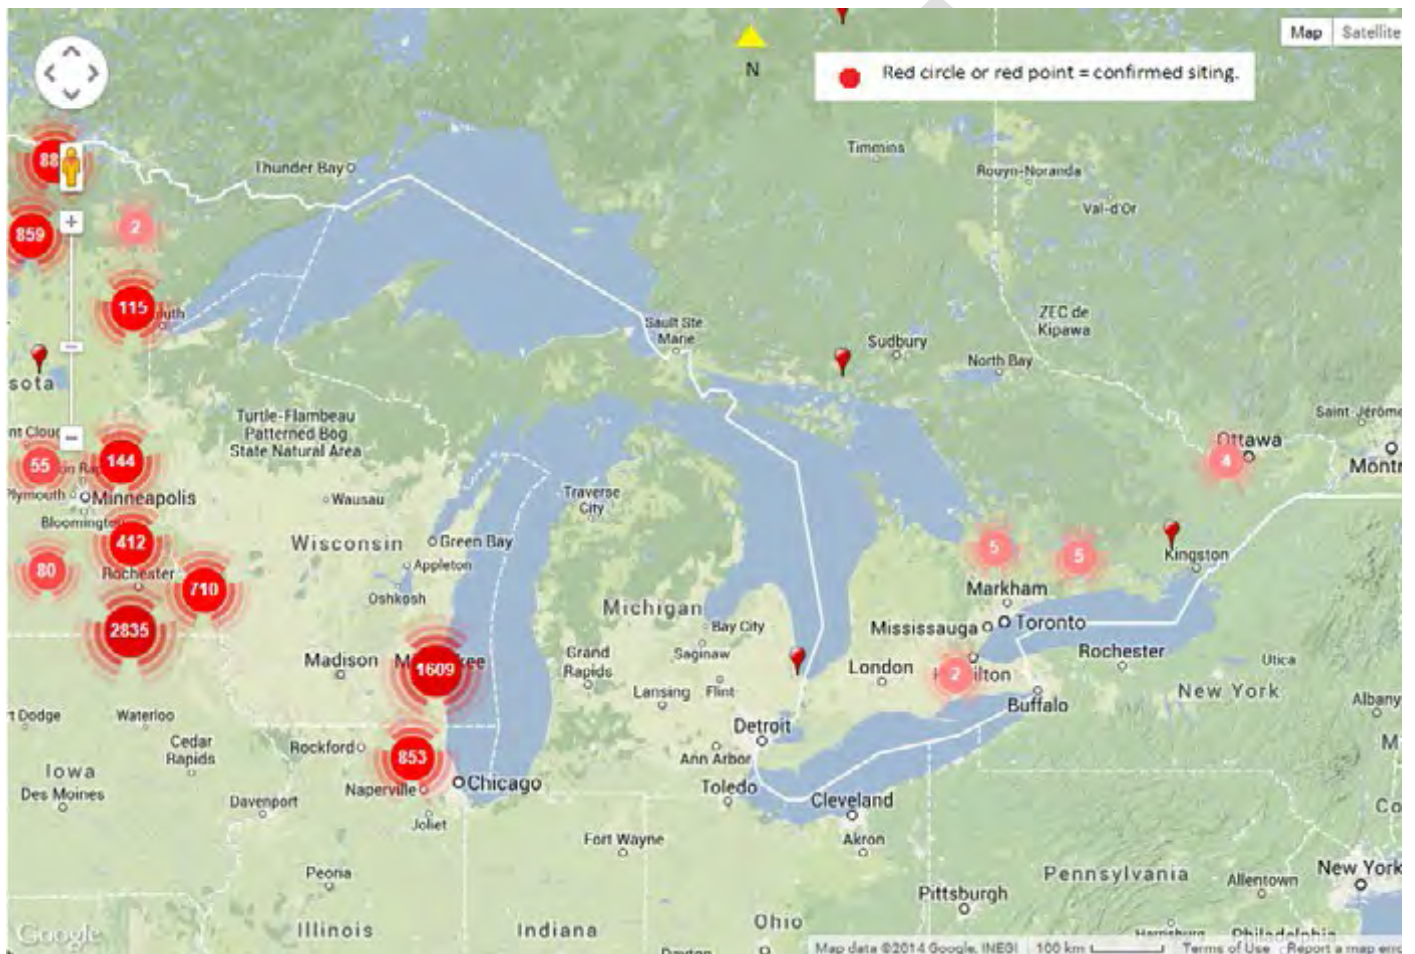 Map Satellite
N
Red circle or red point = confirmed siting.
Timmins
Thunder Bay
Rouyn-Noranda
Val-d'Or
859
2
115
ZEC de
Kipawa
Sault Ste
Marie
Sudbury
North Bay
sota
Turtle-Flambeau
Patterned Bog
State Natural Area
Saint-Jérôme
Ottawa
4
55
144
Plymouth
Minneapolis
Wausau
Traverse
City
Bloomington
412
Wisconsin
Green Bay
5
5
Kingston
80
Rochester
Appleton
710
Oshkosh
Michigan
Markham
2835
Bay City
Mississauga
Toronto
Madison
1609
Grand
Rapids
Saginaw
London
2
Rochester
Utica
Lansing
Flint
New York
Buffalo
Albany
Waterloo
Detroit
Cedar
Rapids
Rockford
853
Ann Arbor
Iowa
Des Moines
Naperville
Chicago
Toledo
Cleveland
Davenport
Joliet
Fort Wayne
Akron
Peoria
Pennsylvania
Allentown
New York
Pittsburgh
Illinois
Indiana
Ohio
Philadelphia
Google
Map data ©2014 Google, INEGI 100 km Terms of Use Report a map